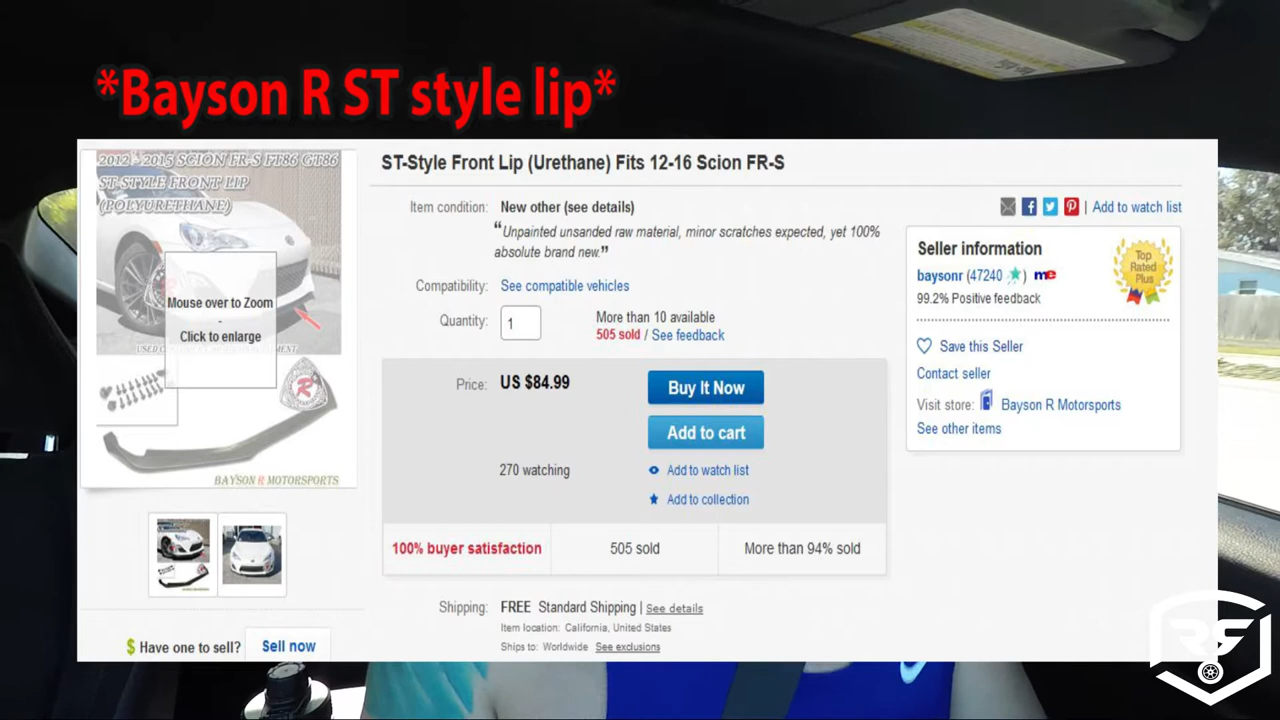 *Bayson R ST style lip*
2012 - 2015 SCION FR-S FT86 GT86
ST-STYLE FRONT LIP
(POLYURETHANE)
Mouse over to Zoom
-
Click to enlarge
R
BAYSON R MOTORSPORTS
$ Have one to sell? Sell now
ST-Style Front Lip (Urethane) Fits 12-16 Scion FR-S
Item condition: New other (see details)
“Unpainted unsanded raw material, minor scratches expected, yet 100%
absolute brand new.”
Compatibility: See compatible vehicles
Quantity: 1
More than 10 available
505 sold / See feedback
Price: US $84.99
Buy It Now
Add to cart
270 watching
Add to watch list
Add to collection
100% buyer satisfaction
505 sold
More than 94% sold
Shipping: FREE Standard Shipping | See details
Item location: California, United States
Ships to: Worldwide See exclusions
| Add to watch list
Seller information
baysonr (47240 ) me
99.2% Positive feedback
Top
Rated
Plus
Save this Seller
Contact seller
Visit store: Bayson R Motorsports
See other items
RF